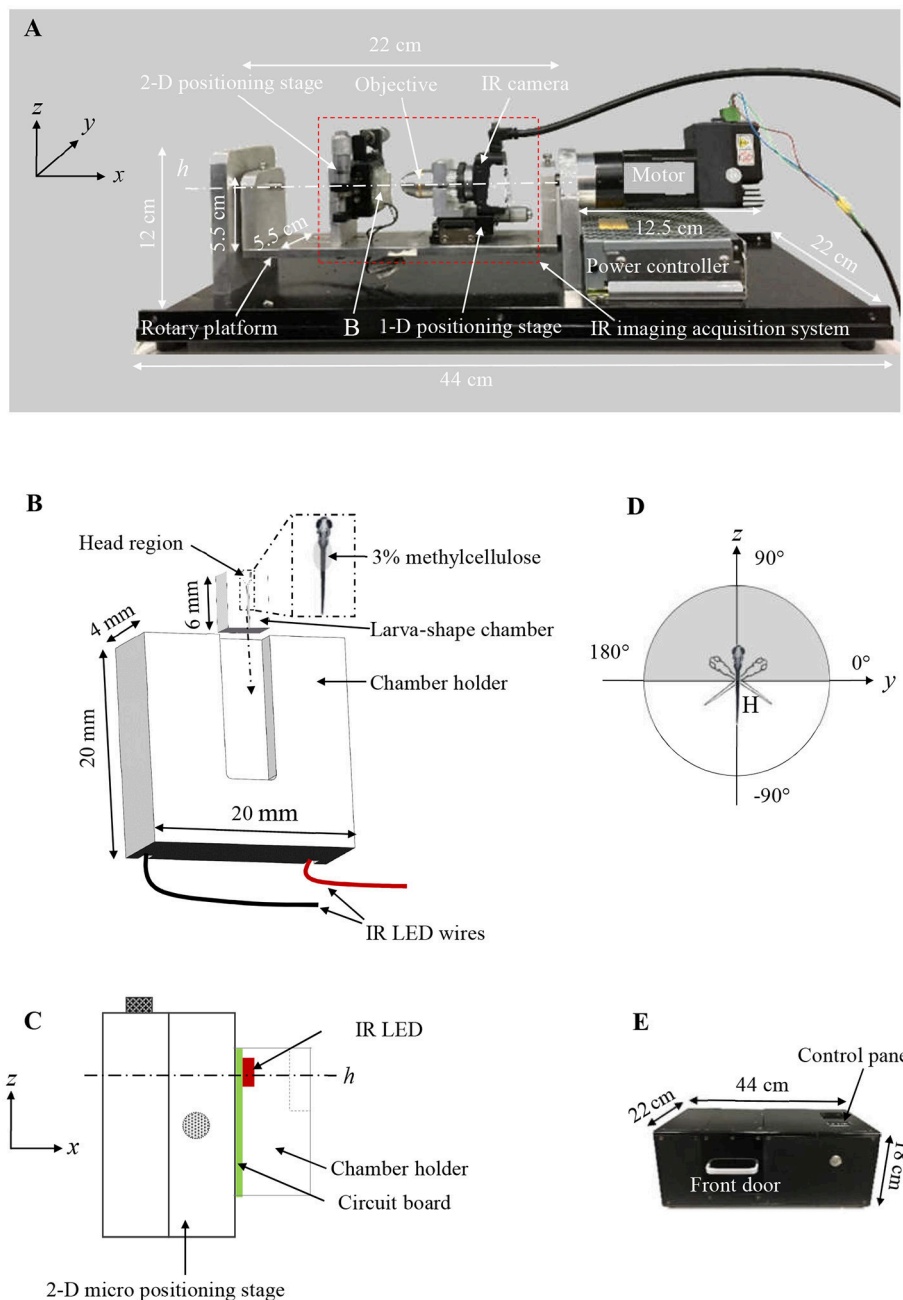 A
22 cm
2-D positioning stage
Objective
IR camera
z
y
x
h
Motor
12 cm
5.5 cm
5.5 cm
12.5 cm
22 cm
Power controller
Rotary platform
B
1-D positioning stage
IR imaging acquisition system
44 cm
B
Head region
3% methylcellulose
6 mm
4 mm
Larva-shape chamber
Chamber holder
20 mm
20 mm
IR LED wires
D
z
90°
180°
0°
y
H
-90°
C
IR LED
z
h
x
Chamber holder
Circuit board
2-D micro positioning stage
E
Control pane
44 cm
22 cm
18 cm
Front door